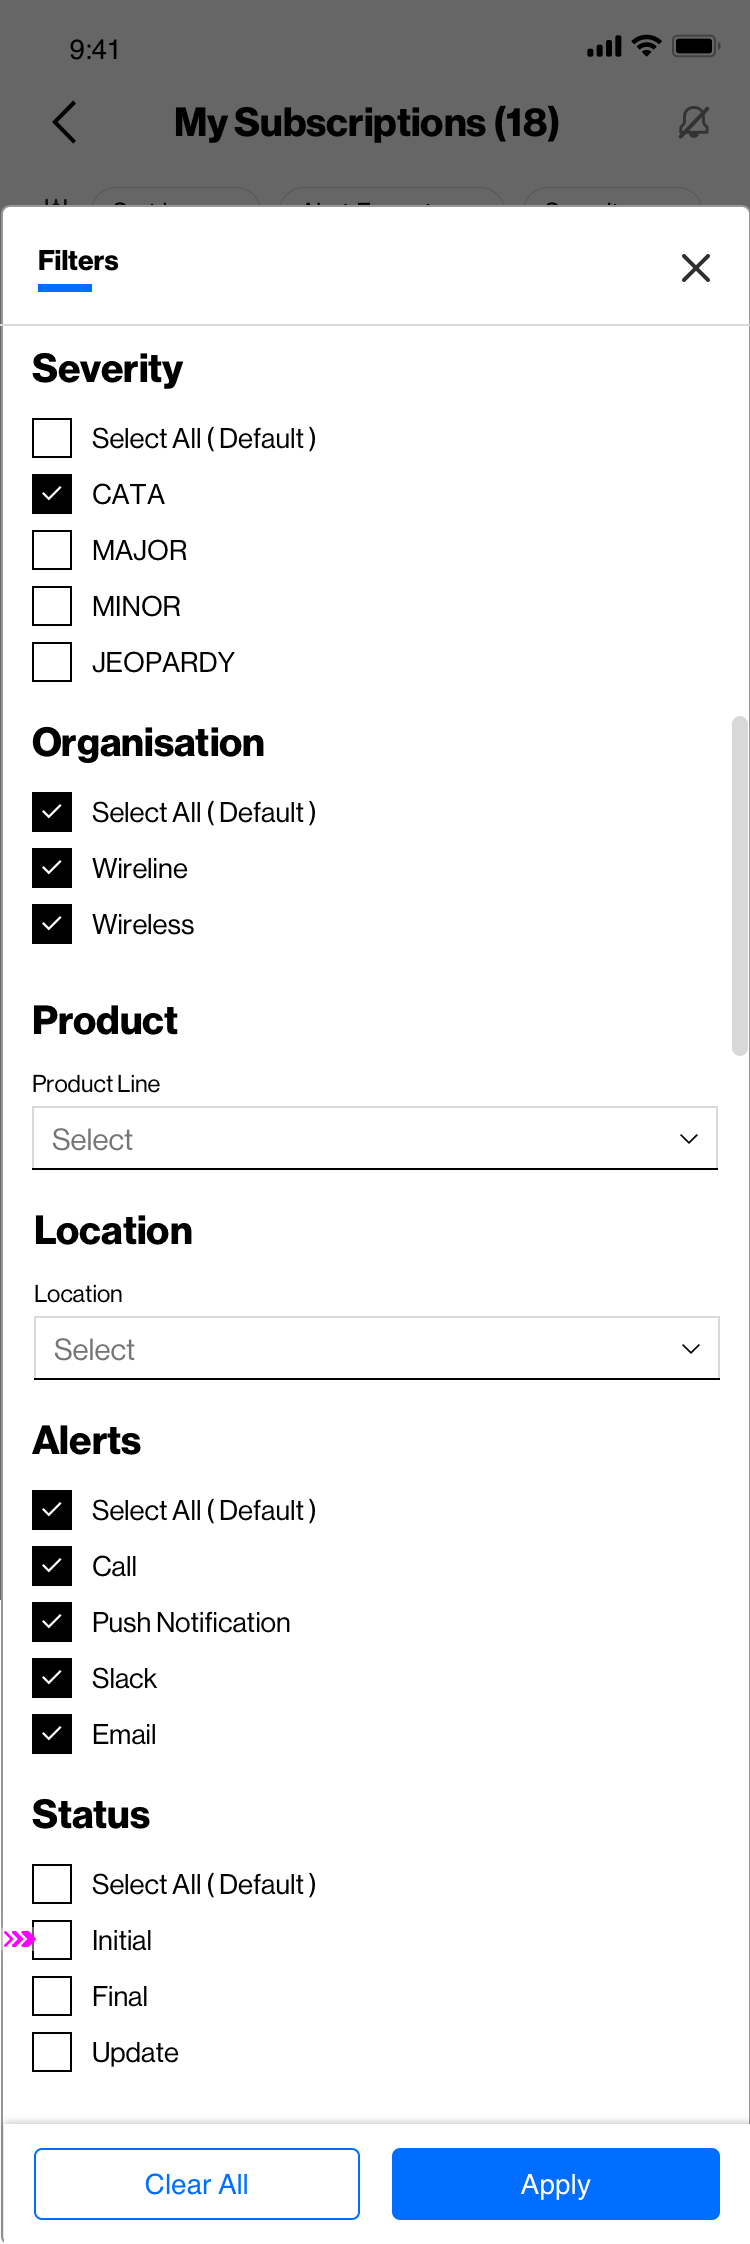 9:41
My Subscriptions (18)
Filters
Severity
Select All ( Default )
CATA
MAJOR
MINOR
JEOPARDY
Organisation
Select All ( Default )
Wireline
Wireless
Product
Product Line
Select
Location
Location
Select
Alerts
Select All ( Default )
Call
Push Notification
Slack
Email
Status
Select All ( Default )
Initial
Final
Update
Clear All
Apply